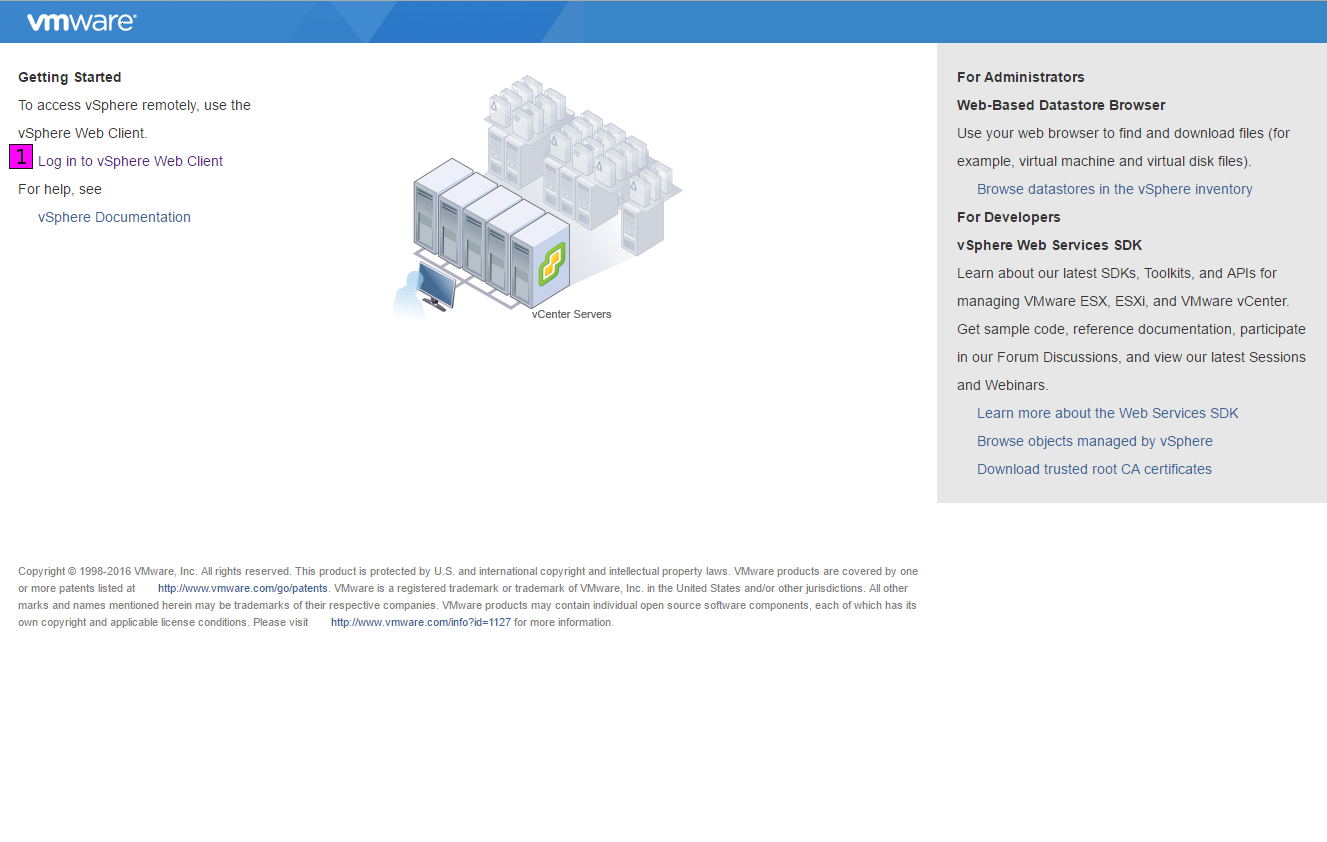 vmware
Getting Started
To access vSphere remotely, use the
vSphere Web Client.
1 Log in to vSphere Web Client
For help, see
vSphere Documentation
vCenter Servers
For Administrators
Web-Based Datastore Browser
Use your web browser to find and download files (for
example, virtual machine and virtual disk files).
Browse datastores in the vSphere inventory
For Developers
vSphere Web Services SDK
Learn about our latest SDKs, Toolkits, and APIs for
managing VMware ESX, ESXi, and VMware vCenter.
Get sample code, reference documentation, participate
in our Forum Discussions, and view our latest Sessions
and Webinars.
Learn more about the Web Services SDK
Browse objects managed by vSphere
Download trusted root CA certificates
Copyright © 1998-2016 VMware, Inc. All rights reserved. This product is protected by U.S. and international copyright and intellectual property laws. VMware products are covered by one
or more patents listed at http://www.vmware.com/go/patents. VMware is a registered trademark or trademark of VMware, Inc. in the United States and/or other jurisdictions. All other
marks and names mentioned herein may be trademarks of their respective companies. VMware products may contain individual open source software components, each of which has its
own copyright and applicable license conditions. Please visit http://www.vmware.com/info?id=1127 for more information.